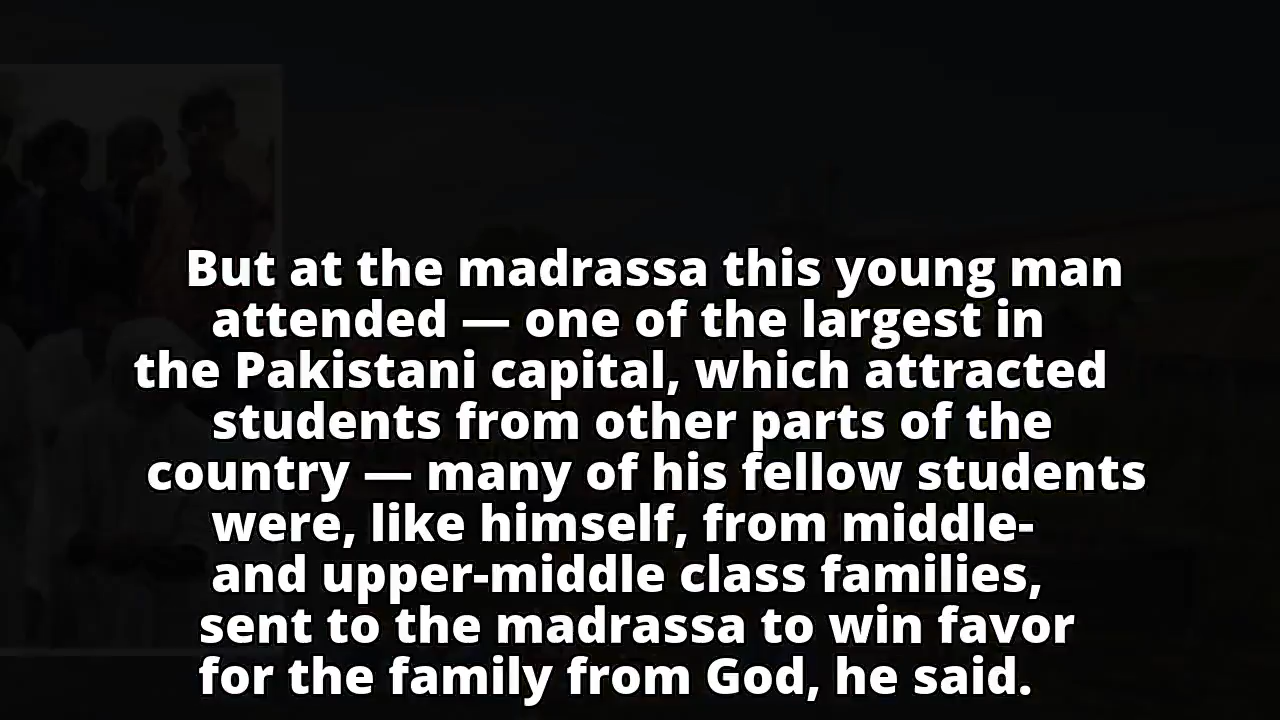 But at the madrassa this young man
attended — one of the largest in
the Pakistani capital, which attracted
students from other parts of the
country — many of his fellow students
were, like himself, from middle-
and upper-middle class families,
sent to the madrassa to win favor
for the family from God, he said.